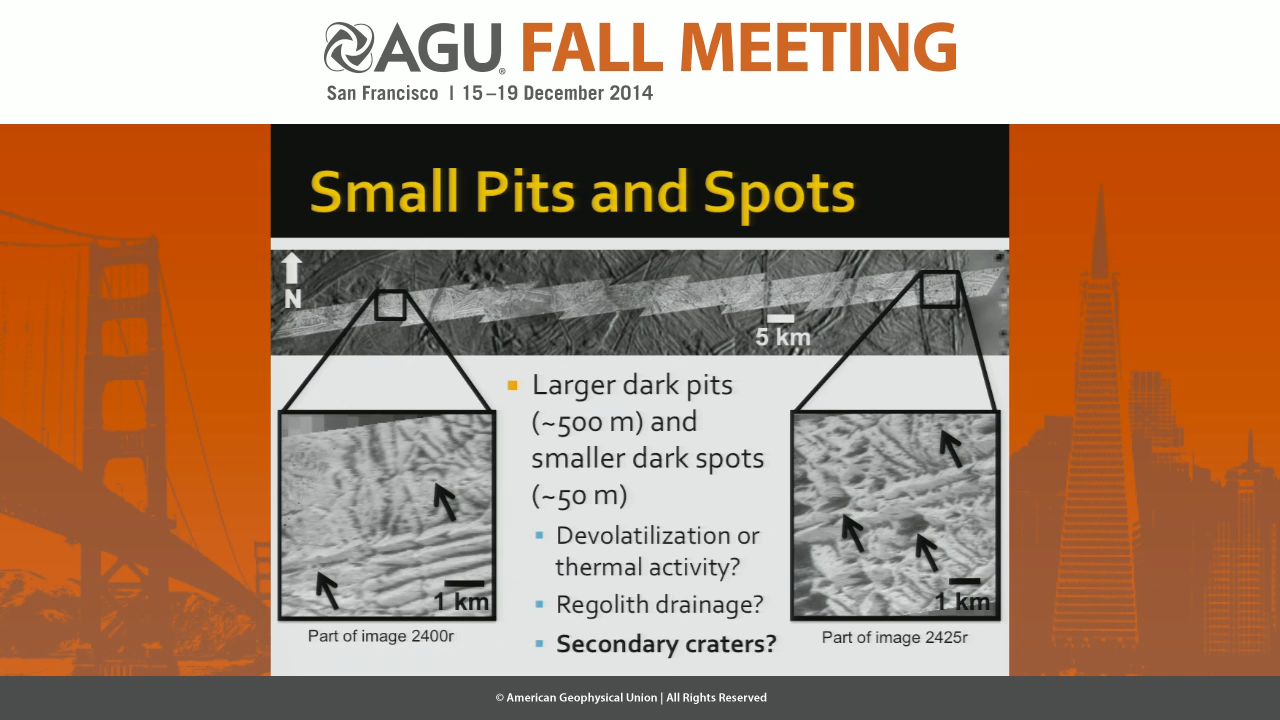 AGU® FALL MEETING
San Francisco | 15–19 December 2014
Small Pits and Spots
N
5 km
Larger dark pits
(~500 m) and
smaller dark spots
(~50 m)
Devolatilization or
thermal activity?
Regolith drainage?
Secondary craters?
1 km
Part of image 2400r
1 km
Part of image 2425r
© American Geophysical Union | All Rights Reserved